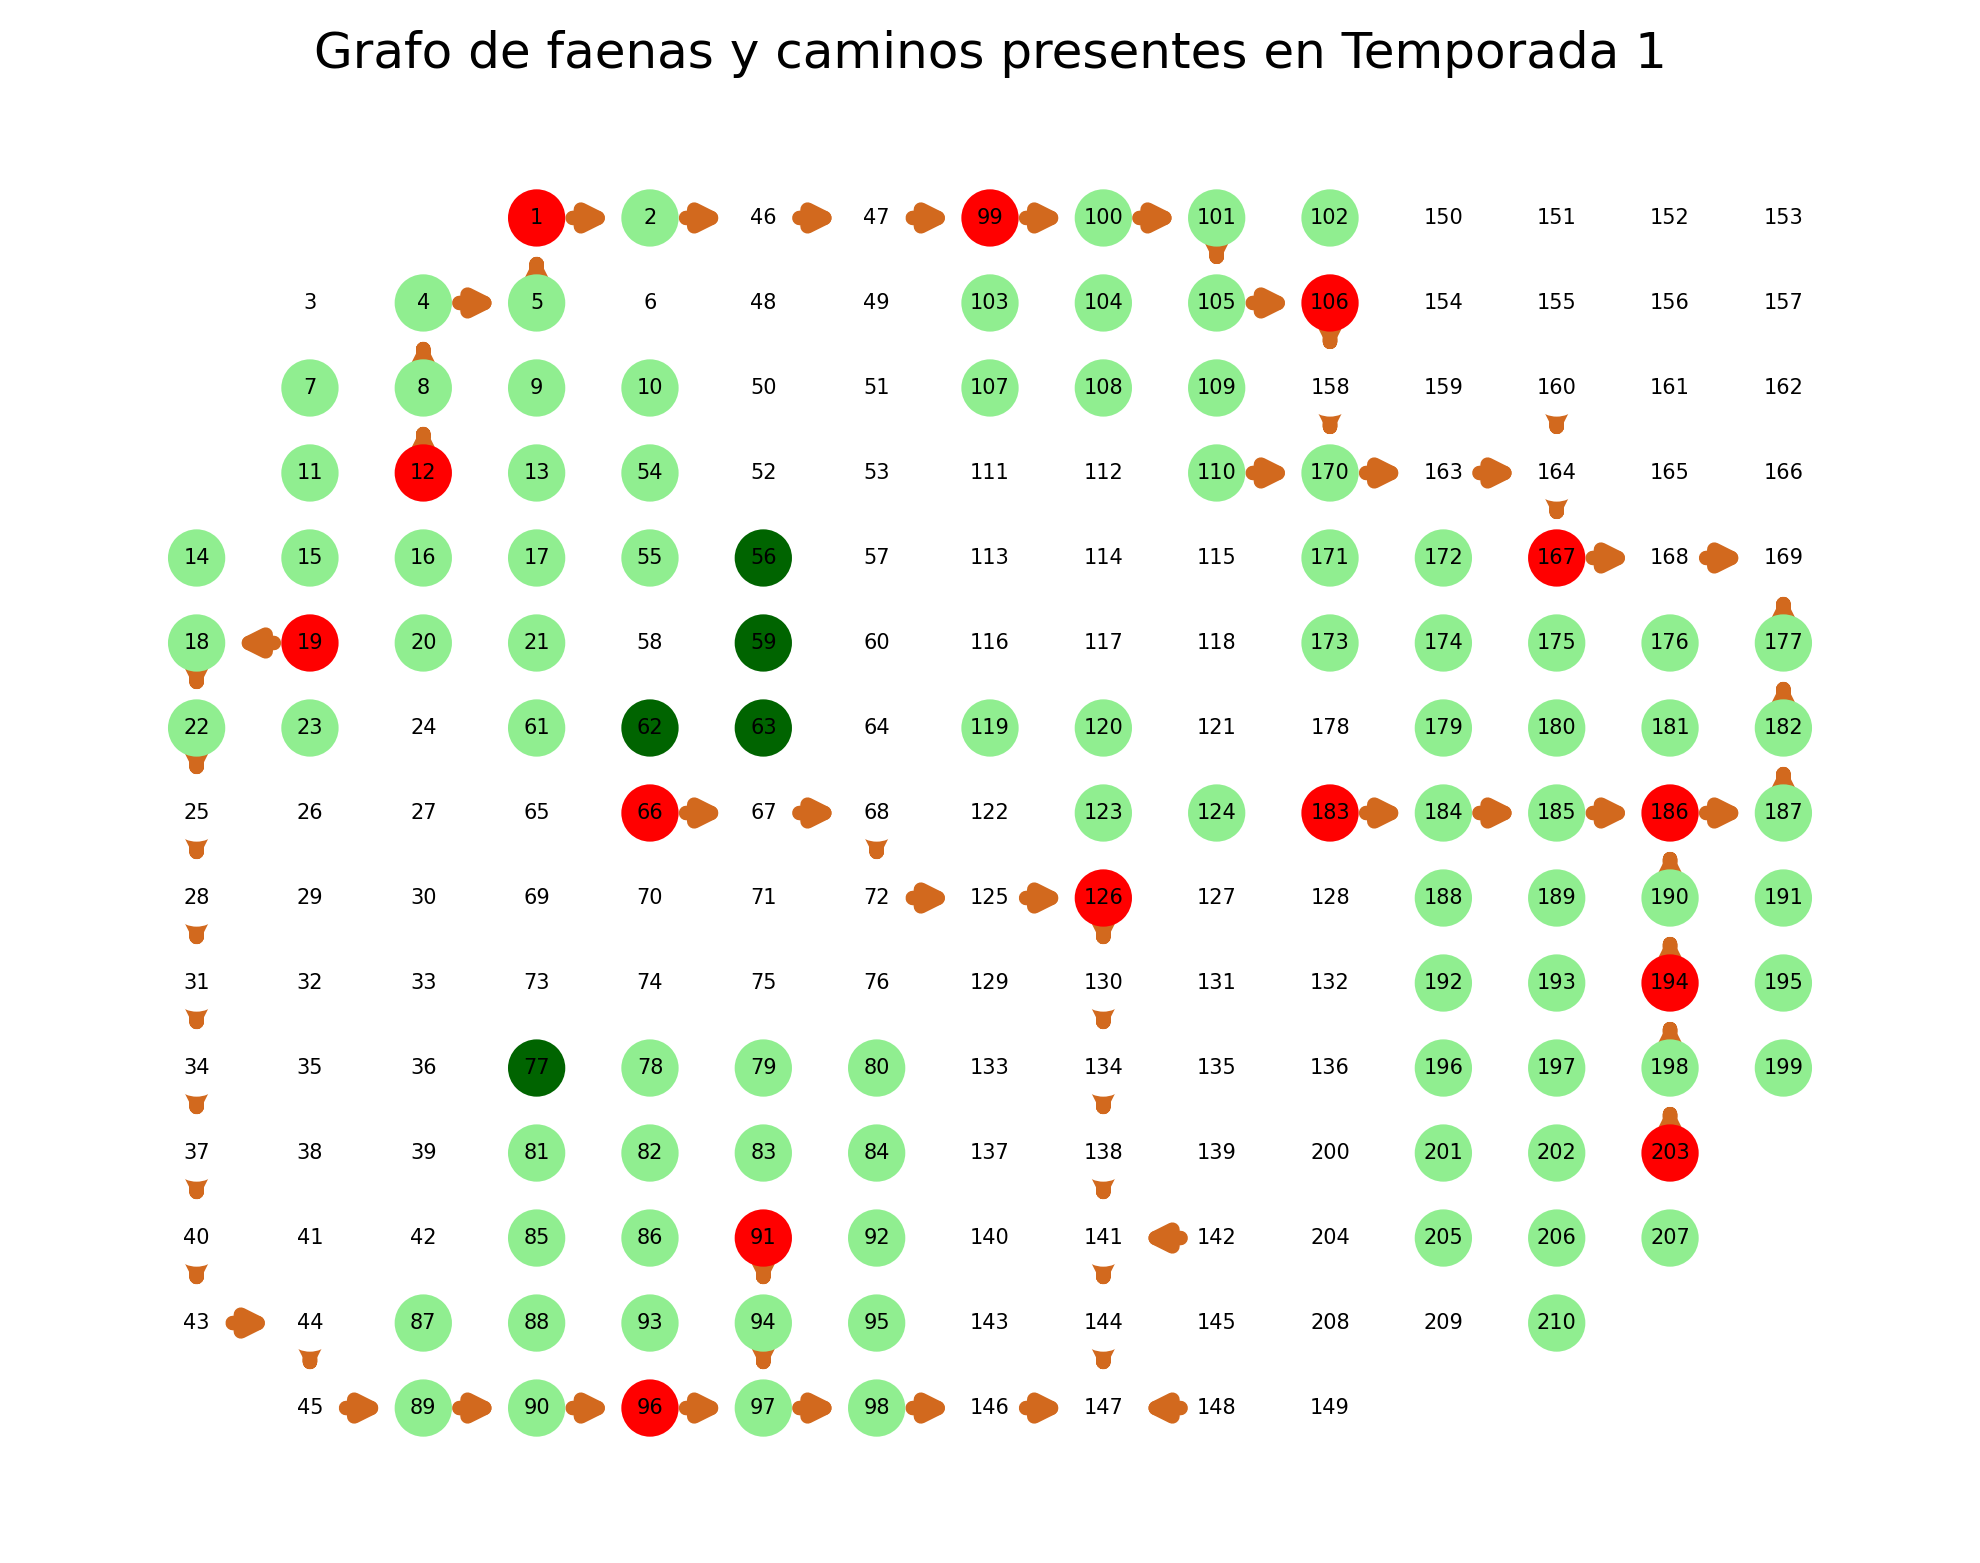 Grafo de faenas y caminos presentes en Temporada 1
1 2 46 47 99 100 101 102 150 151 152 153
3 4 5 6 48 49 103 104 105 106 154 155 156 157
7 8 9 10 50 51 107 108 109 158 159 160 161 162
11 12 13 54 52 53 111 112 110 170 163 164 165 166
14 15 16 17 55 56 57 113 114 115 171 172 167 168 169
18 19 20 21 58 59 60 116 117 118 173 174 175 176 177
22 23 24 61 62 63 64 119 120 121 178 179 180 181 182
25 26 27 65 66 67 68 122 123 124 183 184 185 186 187
28 29 30 69 70 71 72 125 126 127 128 188 189 190 191
31 32 33 73 74 75 76 129 130 131 132 192 193 194 195
34 35 36 77 78 79 80 133 134 135 136 196 197 198 199
37 38 39 81 82 83 84 137 138 139 200 201 202 203
40 41 42 85 86 91 92 140 141 142 204 205 206 207
43 44 87 88 93 94 95 143 144 145 208 209 210
45 89 90 96 97 98 146 147 148 149